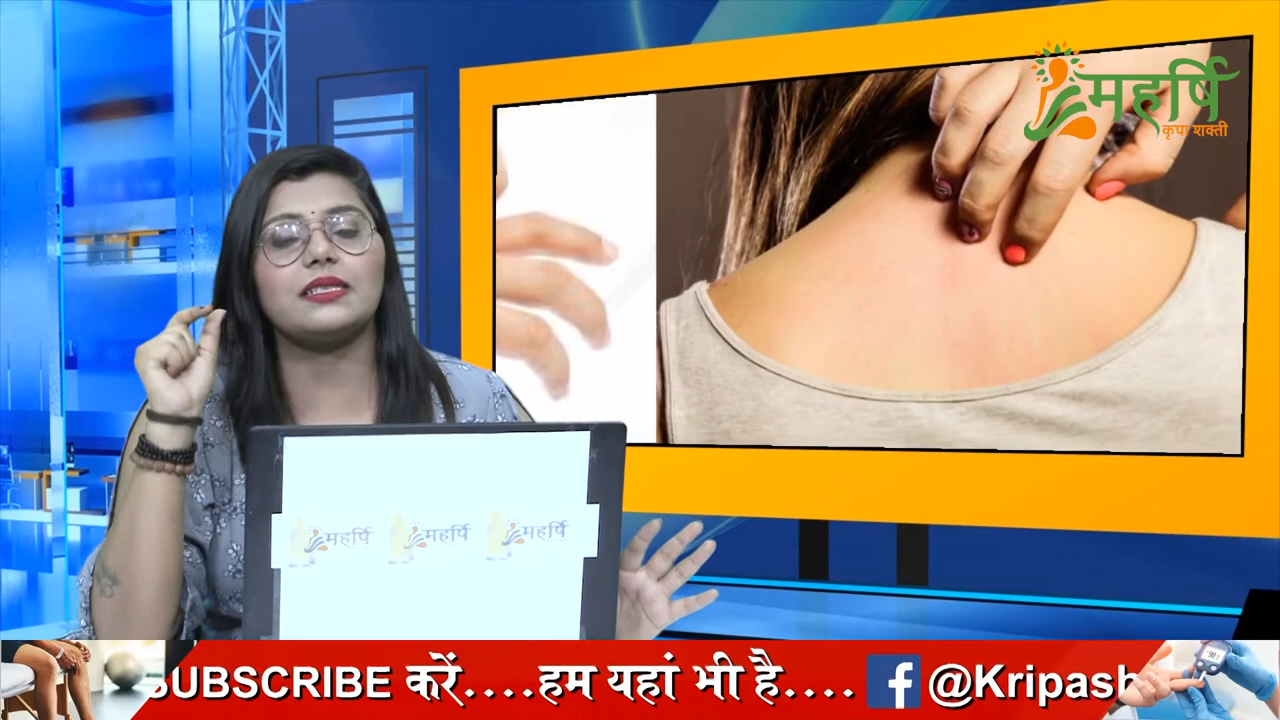 महर्षि
कृपा शक्ती
महर्षि महर्षि महर्षि
SUBSCRIBE करें....हम यहां भी है.... f @Kripash